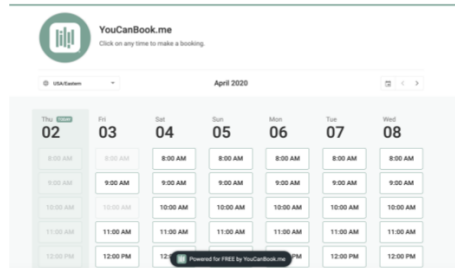 YouCanBook.me
Click on any time to make a booking.
USA/Eastern
April 2020
Thu
02
Fri
03
Sat
04
Sun
05
Mon
06
Tue
07
Wed
08
8:00 AM 8:00 AM 8:00 AM 8:00 AM 8:00 AM 8:00 AM 8:00 AM
9:00 AM 9:00 AM 9:00 AM 9:00 AM 9:00 AM 9:00 AM 9:00 AM
10:00 AM 10:00 AM 10:00 AM 10:00 AM 10:00 AM 10:00 AM 10:00 AM
11:00 AM 11:00 AM 11:00 AM 11:00 AM 11:00 AM 11:00 AM 11:00 AM
12:00 PM 12:00 PM 12: 12:00 PM 12:00 PM
Powered for FREE by YouCanBook.me